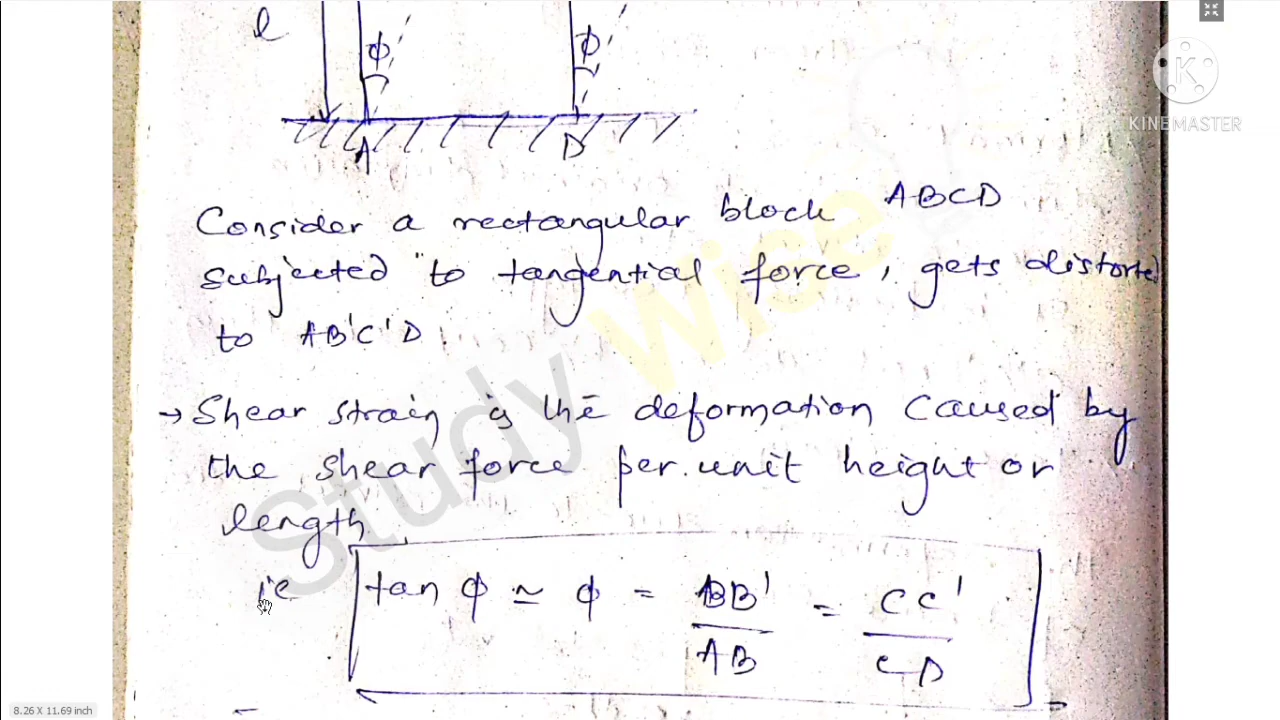 l
φ
φ
A
D
KINEMASTER
Consider a rectangular block ABCD
subjected to tangential force, gets distorte
to AB'C'D.
→ Shear strain is the deformation caused by
the shear force per unit height or
length
ie tan φ ≃ φ = BB'/AB = CC'/CD
Study Wise
8.26 X 11.69 inch